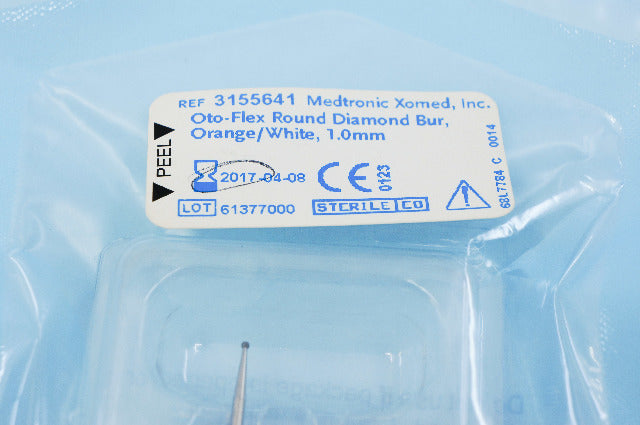 REF 3155641 Medtronic Xomed, Inc.
Oto-Flex Round Diamond Bur,
Orange/White, 1.0mm
PEEL
2017-04-08
CE 0123
LOT 61377000
STERILE EO
68L7784 C 0014